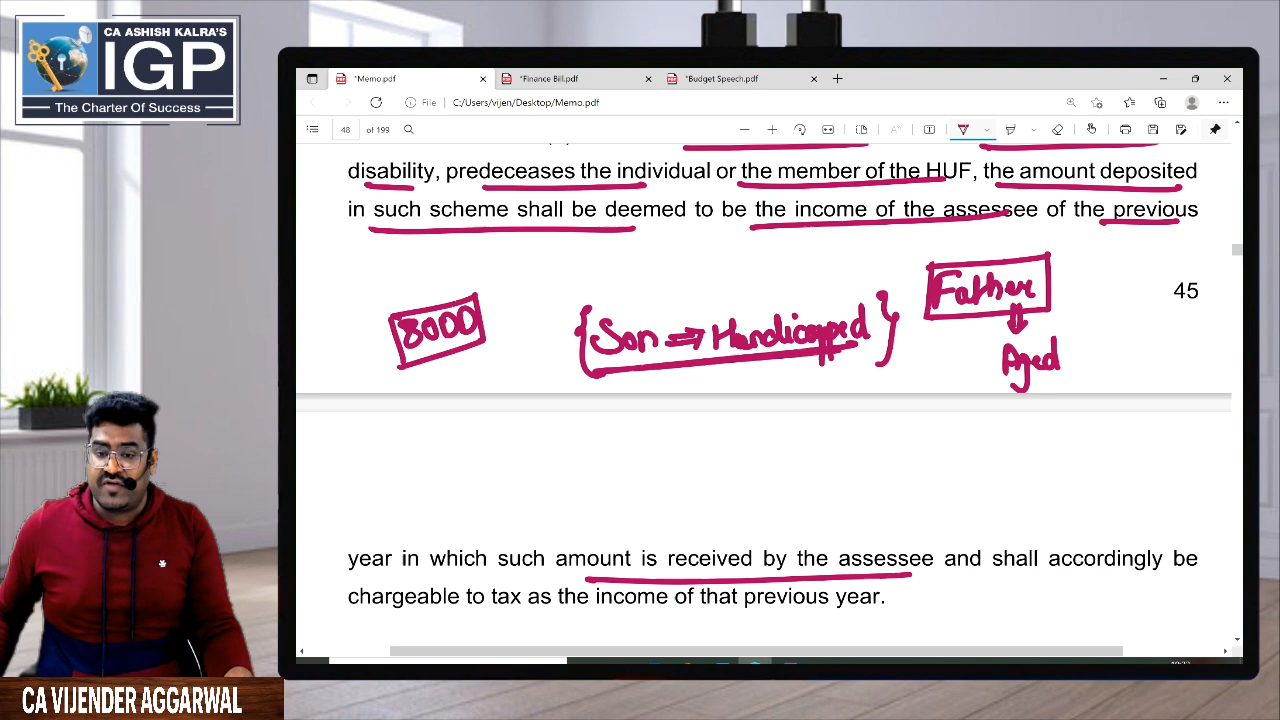 CA ASHISH KALRA'S
IGP
The Charter Of Success
*Memo.pdf
*Finance Bill.pdf
*Budget Speech.pdf
File
C:/Users/vijen/Desktop/Memo.pdf
48 of 199
disability, predeceases the individual or the member of the HUF, the amount deposited
in such scheme shall be deemed to be the income of the assessee of the previous
45
8000
{Son ⇒ Handicapped}
Father
⇓
Aged
year in which such amount is received by the assessee and shall accordingly be
chargeable to tax as the income of that previous year.
CA VIJENDER AGGARWAL